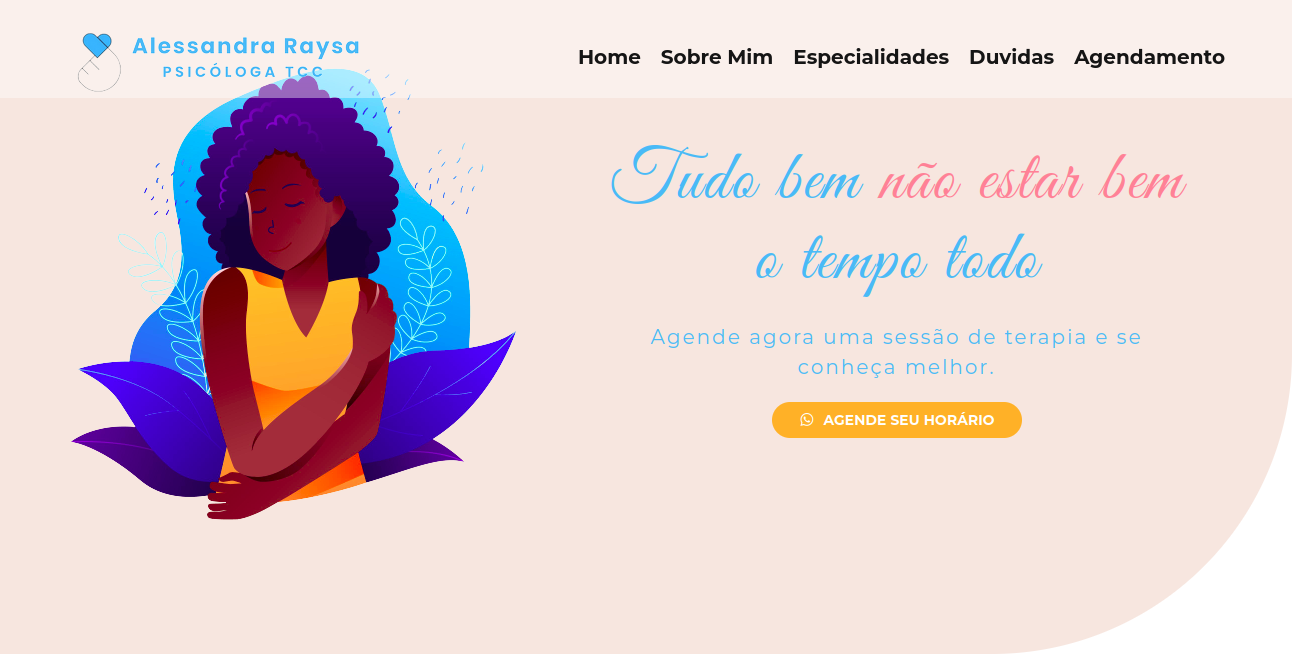 Alessandra Raysa
PSICÓLOGA TCC
Home Sobre Mim Especialidades Duvidas Agendamento
Tudo bem não estar bem
o tempo todo
Agende agora uma sessão de terapia e se
conheça melhor.
AGENDE SEU HORÁRIO